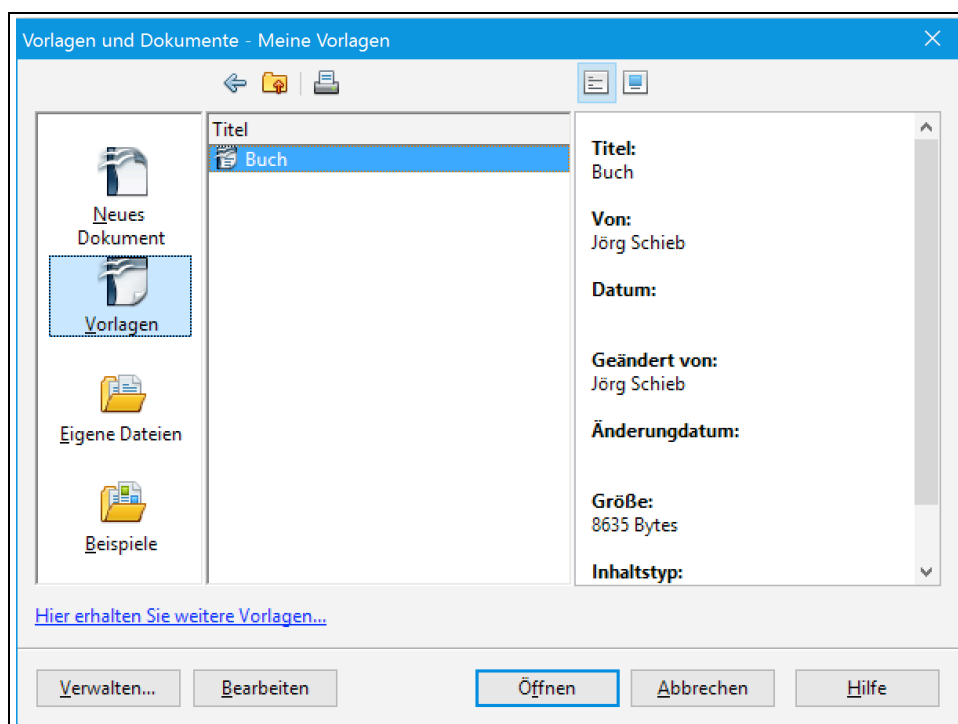 Vorlagen und Dokumente - Meine Vorlagen
Neues
Dokument
Vorlagen
Eigene Dateien
Beispiele
Titel
Buch
Titel:
Buch
Von:
Jörg Schieb
Datum:
Geändert von:
Jörg Schieb
Änderungdatum:
Größe:
8635 Bytes
Inhaltstyp:
Hier erhalten Sie weitere Vorlagen...
Verwalten... Bearbeiten Öffnen Abbrechen Hilfe